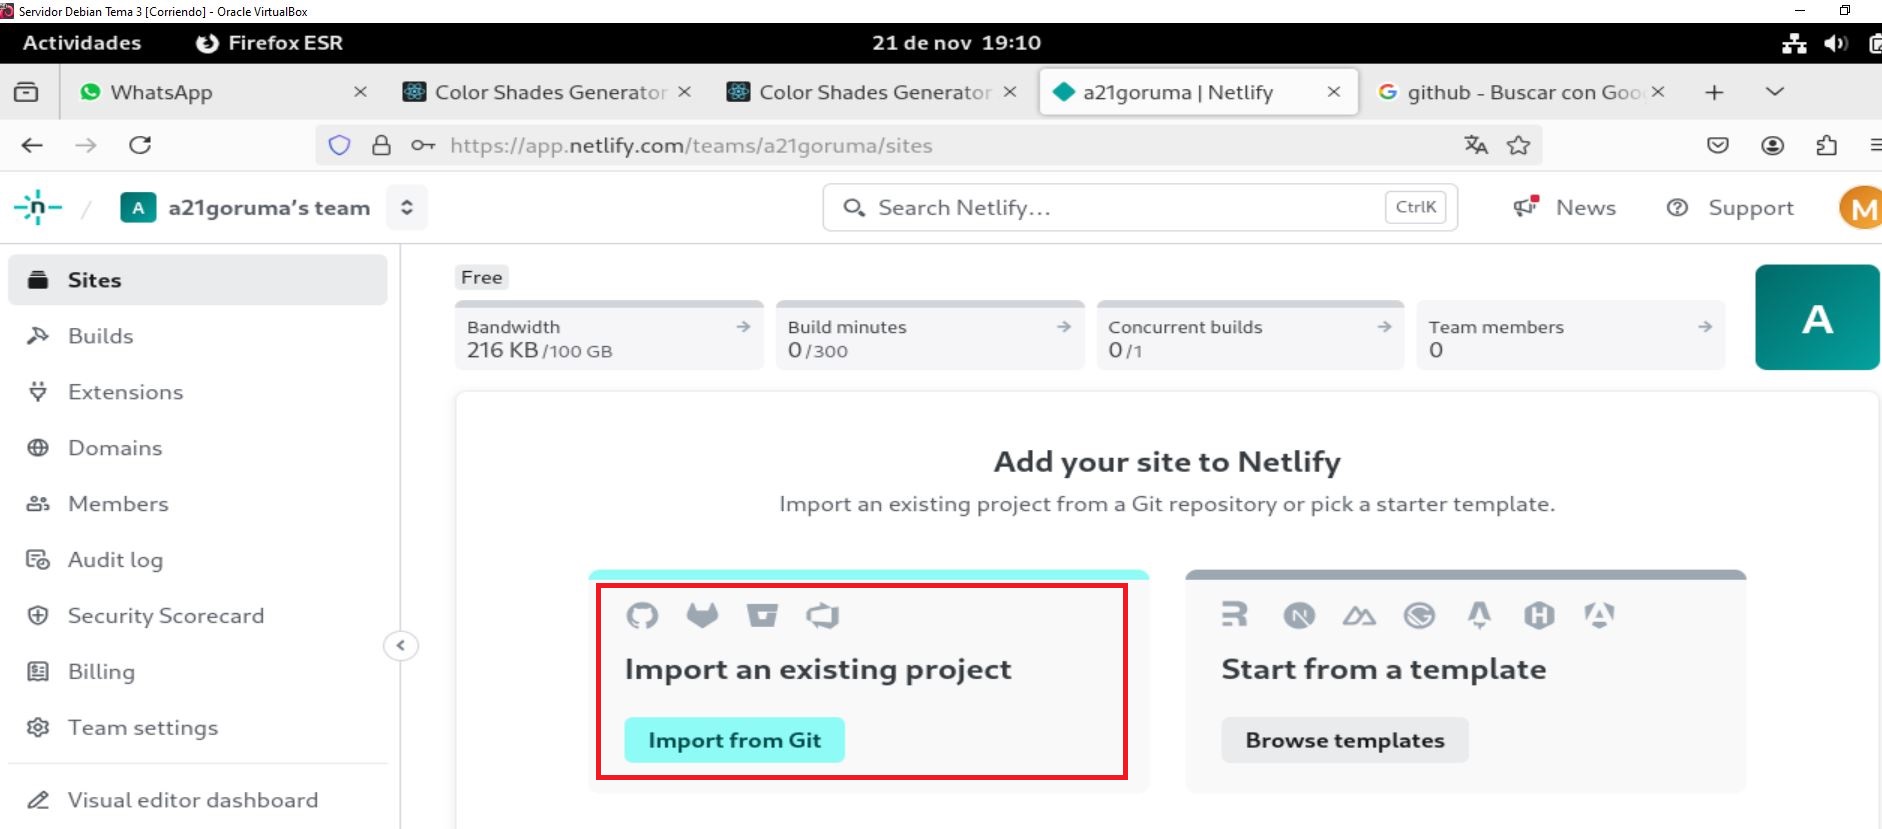 Servidor Debian Tema 3 [Corriendo] - Oracle VirtualBox
Actividades Firefox ESR 21 de nov 19:10
WhatsApp Color Shades Generator Color Shades Generator a21goruma | Netlify github - Buscar con Goo
https://app.netlify.com/teams/a21goruma/sites
n / A a21goruma's team Search Netlify... CtrlK News Support M
Sites
Builds
Extensions
Domains
Members
Audit log
Security Scorecard
Billing
Team settings
Visual editor dashboard
Free
Bandwidth
216 KB/100 GB
Build minutes
0/300
Concurrent builds
0/1
Team members
0
A
Add your site to Netlify
Import an existing project from a Git repository or pick a starter template.
Import an existing project
Import from Git
Start from a template
Browse templates